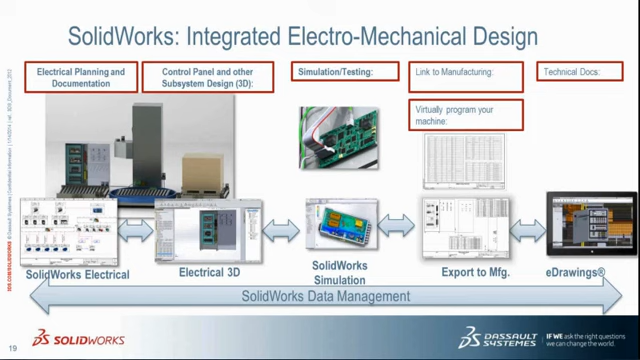 SolidWorks: Integrated Electro-Mechanical Design
Electrical Planning and
Documentation
Control Panel and other
Subsystem Design (3D):
Simulation/Testing:
Link to Manufacturing:
Technical Docs:
Virtually program your
machine:
SolidWorks Electrical
Electrical 3D
SolidWorks
Simulation
Export to Mfg.
eDrawings®
SolidWorks Data Management
19
SOLIDWORKS
DASSAULT
SYSTEMES
IF WE ask the right questions
we can change the world